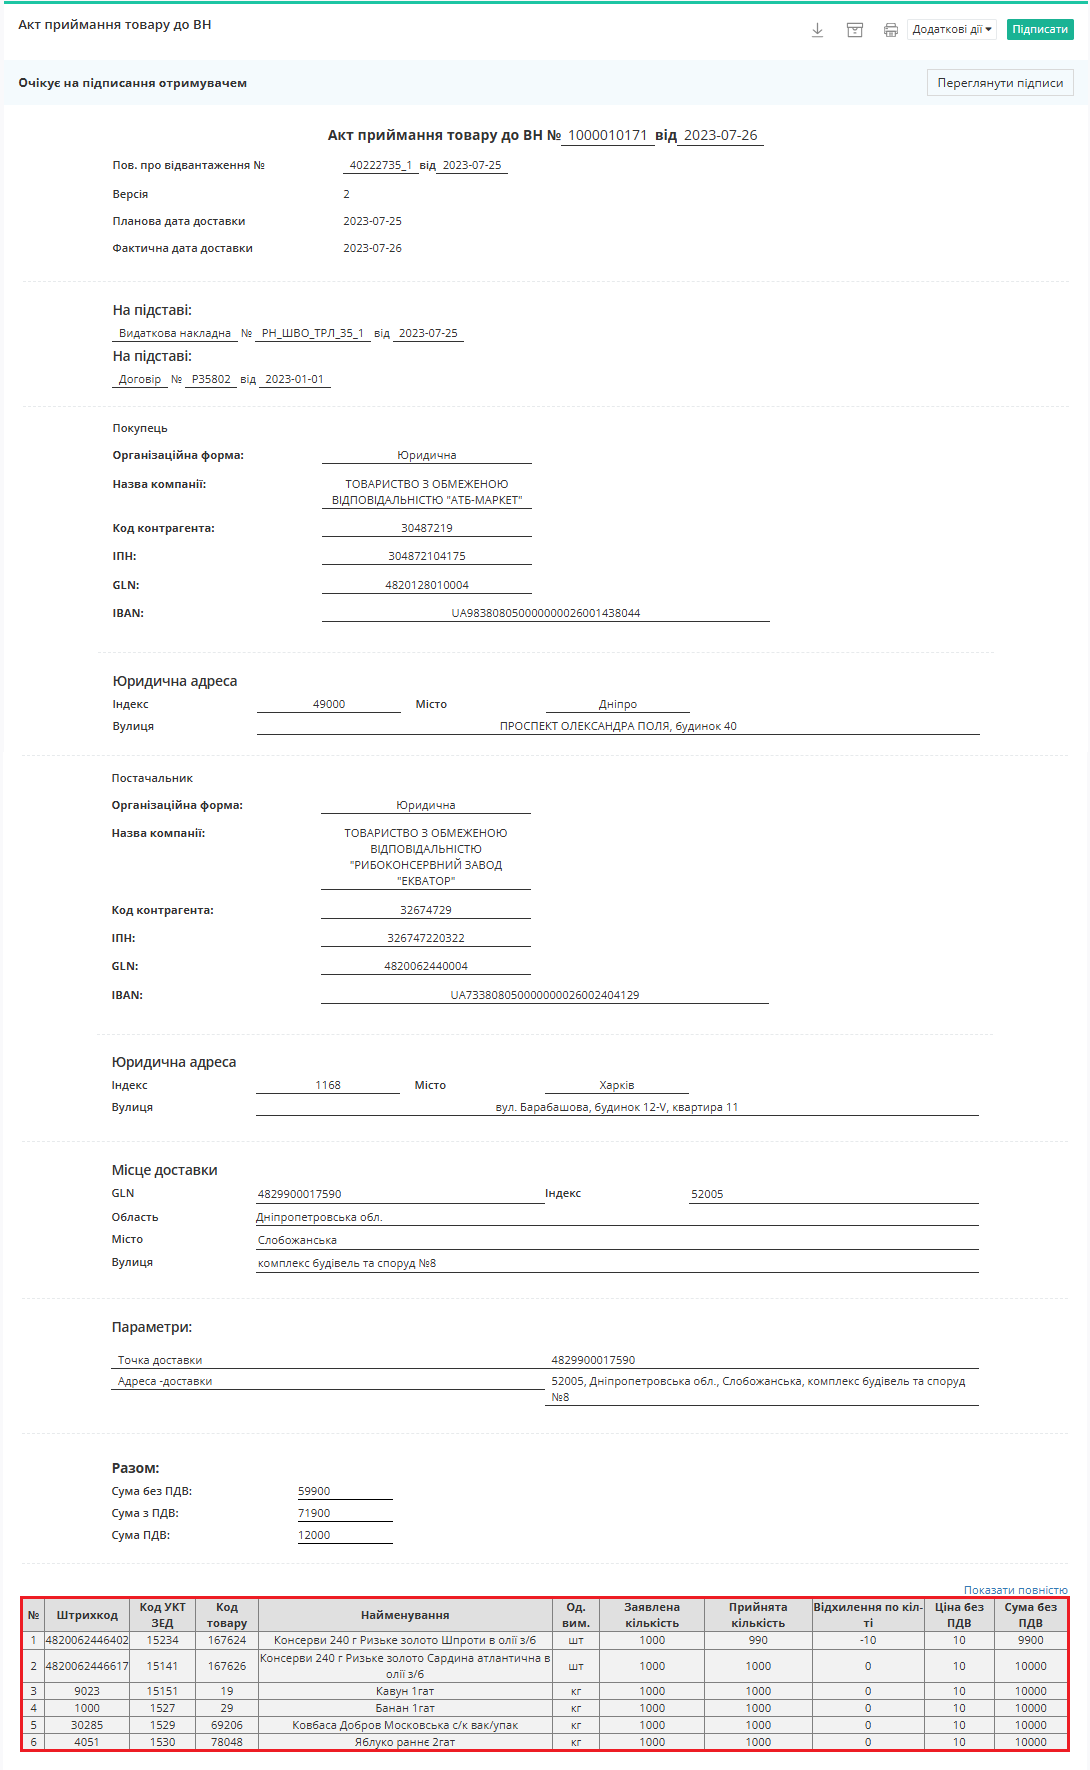 Акт приймання товару до ВН
Додаткові дії
Підписати
Очікує на підписання отримувачем
Переглянути підписи
Акт приймання товару до ВН № 1000010171 від 2023-07-26
Пов. про відвантаження № 40222735_1 від 2023-07-25
Версія 2
Планова дата доставки 2023-07-25
Фактична дата доставки 2023-07-26
На підставі:
Видаткова накладна № РН_ШВО_ТРЛ_35_1 від 2023-07-25
На підставі:
Договір № Р35802 від 2023-01-01
Покупець
Організаційна форма: Юридична
Назва компанії: ТОВАРИСТВО З ОБМЕЖЕНОЮ
ВІДПОВІДАЛЬНІСТЮ "АТБ-МАРКЕТ"
Код контрагента: 30487219
ІПН: 304872104175
GLN: 4820128010004
IBAN: UA983808050000000026001438044
Юридична адреса
Індекс 49000 Місто Дніпро
Вулиця ПРОСПЕКТ ОЛЕКСАНДРА ПОЛЯ, будинок 40
Постачальник
Організаційна форма: Юридична
Назва компанії: ТОВАРИСТВО З ОБМЕЖЕНОЮ
ВІДПОВІДАЛЬНІСТЮ
"РИБОКОНСЕРВНИЙ ЗАВОД
"ЕКВАТОР"
Код контрагента: 32674729
ІПН: 326747220322
GLN: 4820062440004
IBAN: UA733808050000000026002404129
Юридична адреса
Індекс 1168 Місто Харків
Вулиця вул. Барабашова, будинок 12-V, квартира 11
Місце доставки
GLN 4829900017590 Індекс 52005
Область Дніпропетровська обл.
Місто Слобожанська
Вулиця комплекс будівель та споруд №8
Параметри:
Точка доставки 4829900017590
Адреса -доставки 52005, Дніпропетровська обл., Слобожанська, комплекс будівель та споруд
№8
Разом:
Сума без ПДВ: 59900
Сума з ПДВ: 71900
Сума ПДВ: 12000
Показати повністю
№ Штрихкод Код УКТ ЗЕД Код товару Найменування Од. вим. Заявлена кількість Прийнята кількість Відхилення по кіл-ті Ціна без ПДВ Сума без ПДВ
1 4820062446402 15234 167624 Консерви 240 г Ризьке золото Шпроти в олії з/б шт 1000 990 -10 10 9900
2 4820062446617 15141 167626 Консерви 240 г Ризьке золото Сардина атлантична в олії з/б шт 1000 1000 0 10 10000
3 9023 15151 19 Кавун 1гат кг 1000 1000 0 10 10000
4 1000 1527 29 Банан 1гат кг 1000 1000 0 10 10000
5 30285 1529 69206 Ковбаса Добров Московська с/к вак/упак кг 1000 1000 0 10 10000
6 4051 1530 78048 Яблуко раннє 2гат кг 1000 1000 0 10 10000